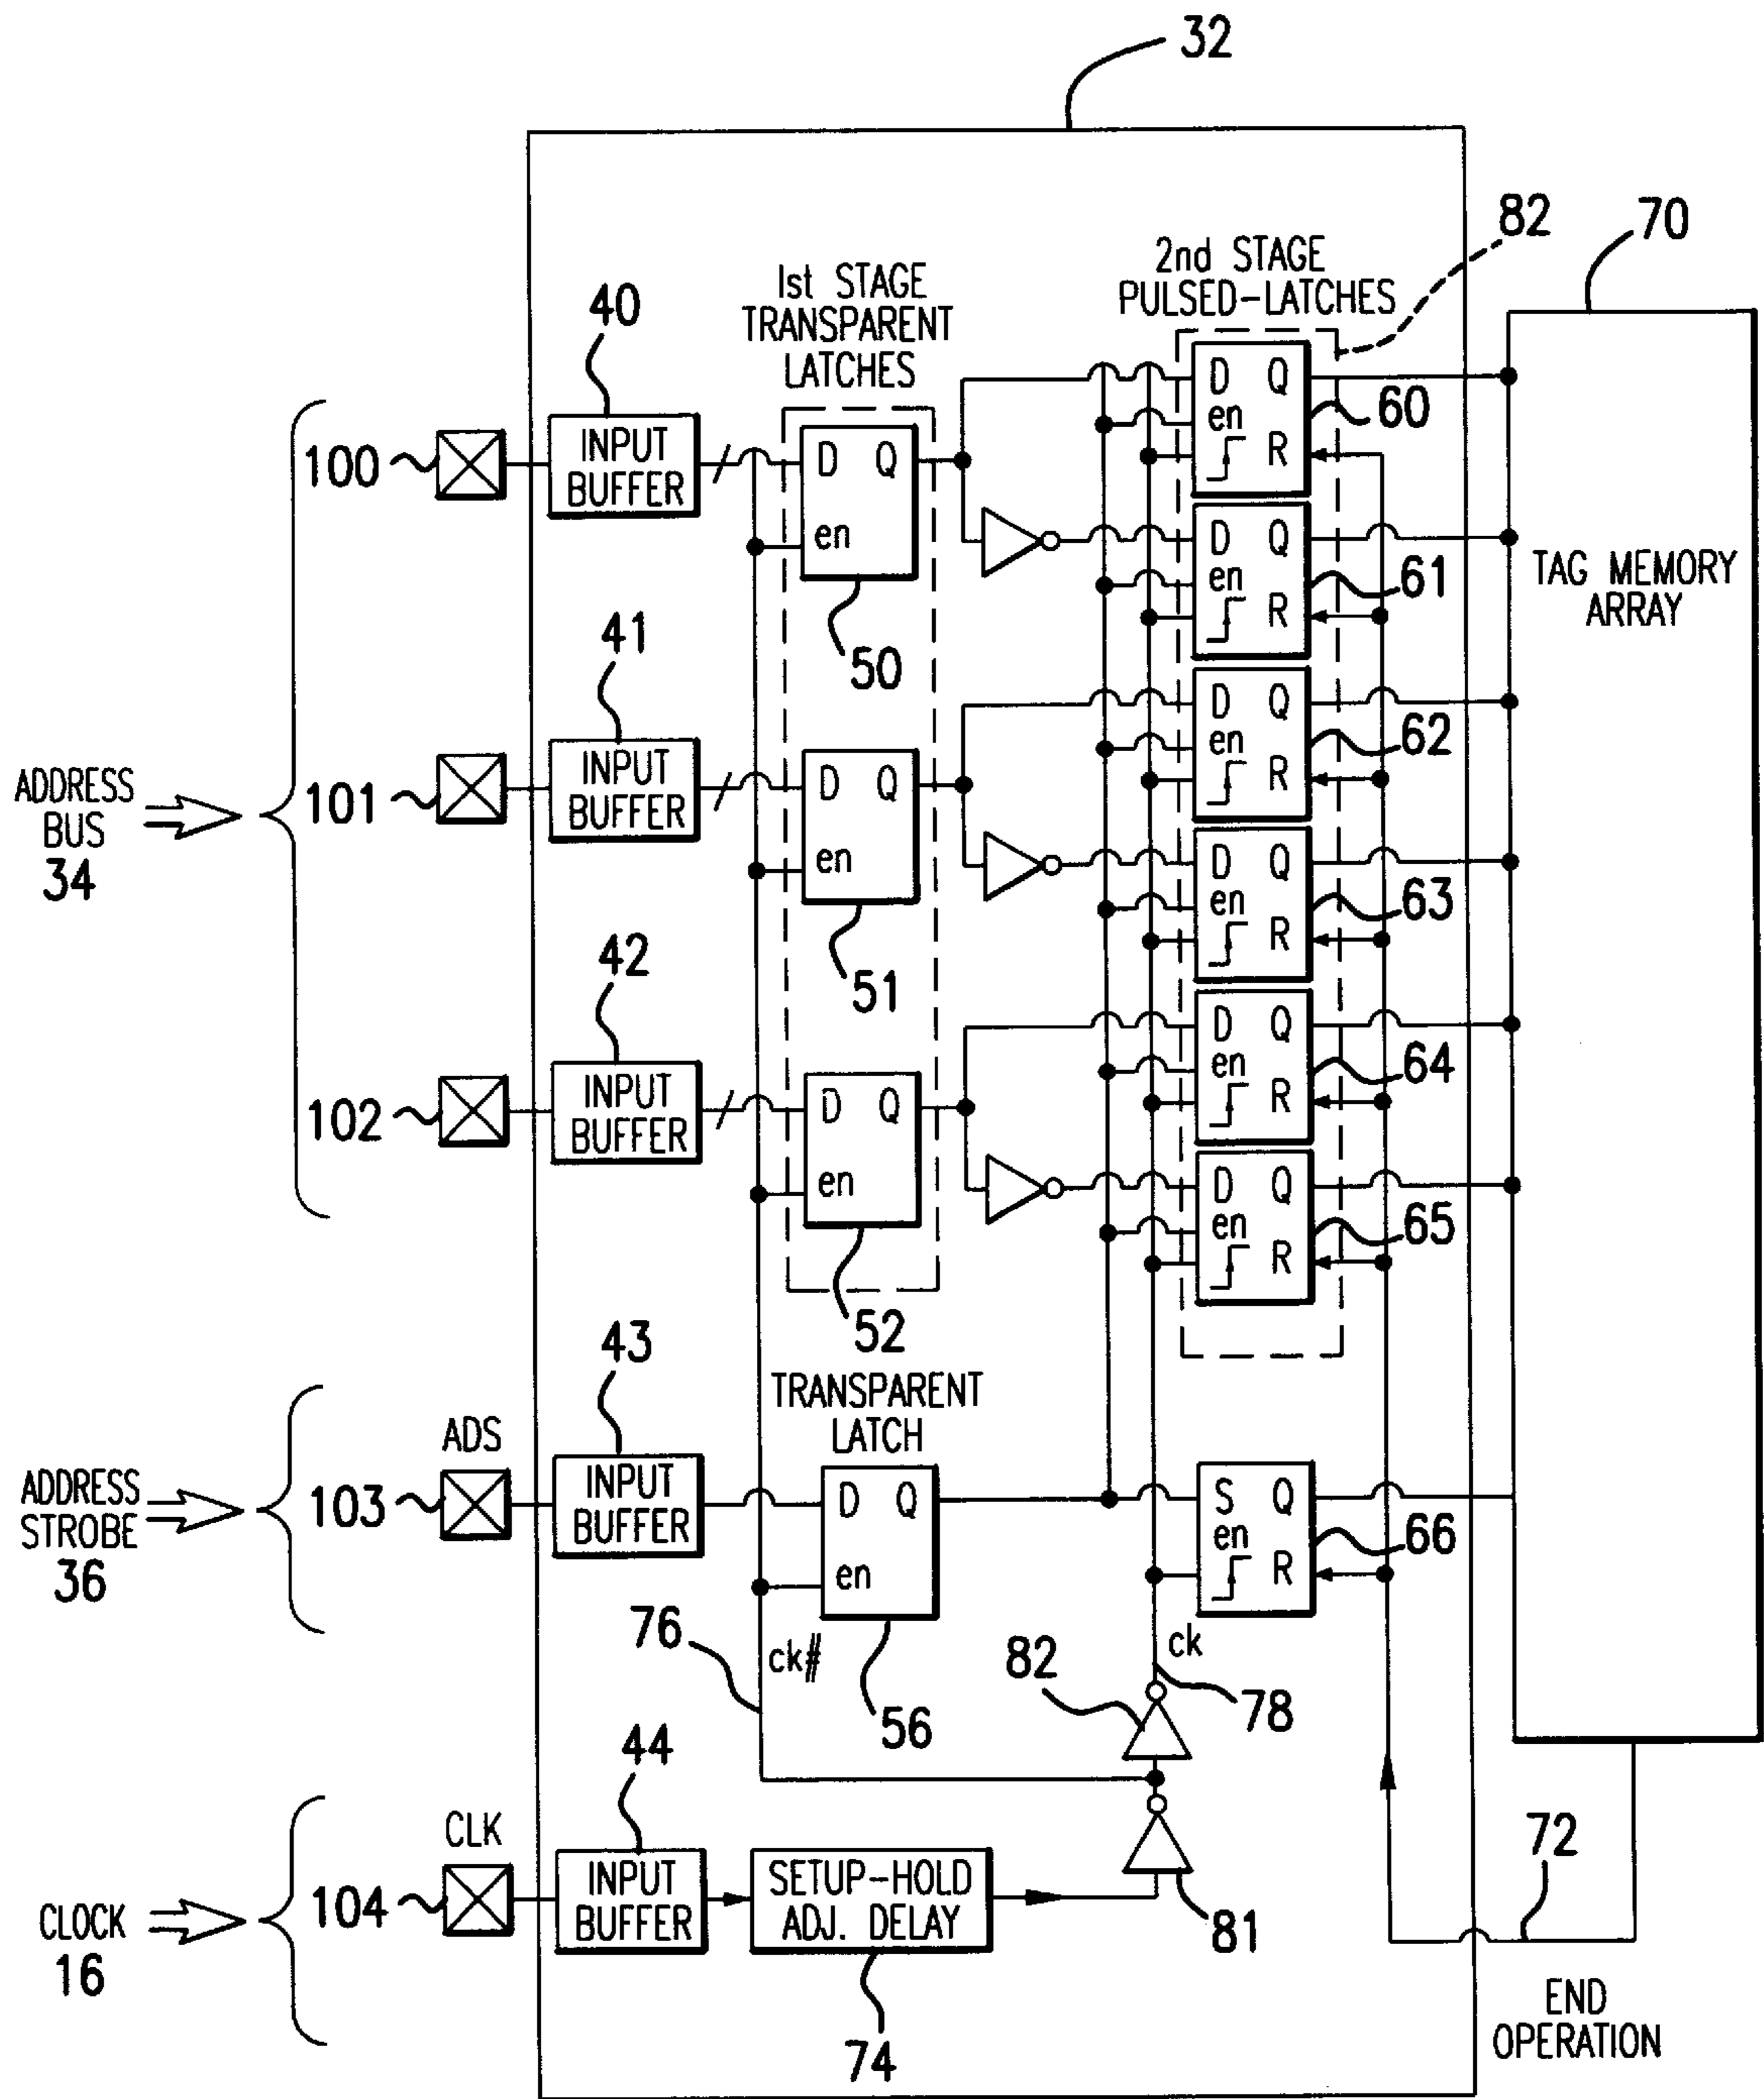 32
82
70
2nd STAGE
PULSED-LATCHES
1st STAGE
TRANSPARENT
LATCHES
40
D Q
en
R
60
100
INPUT
BUFFER
D Q
en
50
D Q
en
R
61
TAG MEMORY
ARRAY
41
D Q
en
R
62
ADDRESS
BUS
34
101
INPUT
BUFFER
D Q
en
51
D Q
en
R
63
42
D Q
en
R
64
102
INPUT
BUFFER
D Q
en
52
D Q
en
R
65
43
TRANSPARENT
LATCH
ADS
ADDRESS
STROBE
36
103
INPUT
BUFFER
D Q
en
56
S Q
en
R
66
76
ck#
ck
82
78
44
CLK
CLOCK
16
104
INPUT
BUFFER
SETUP-HOLD
ADJ. DELAY
74
81
72
END
OPERATION